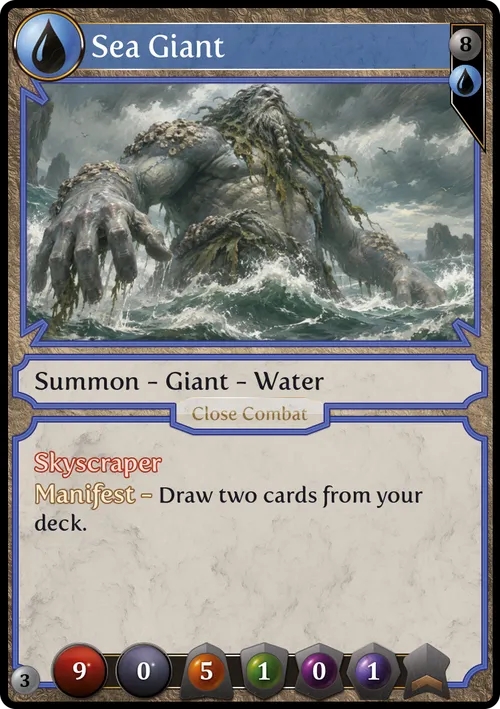 Sea Giant
8
Summon – Giant – Water
Close Combat
Skyscraper
Manifest – Draw two cards from your
deck.
3
9* 0* 5 1 0 1